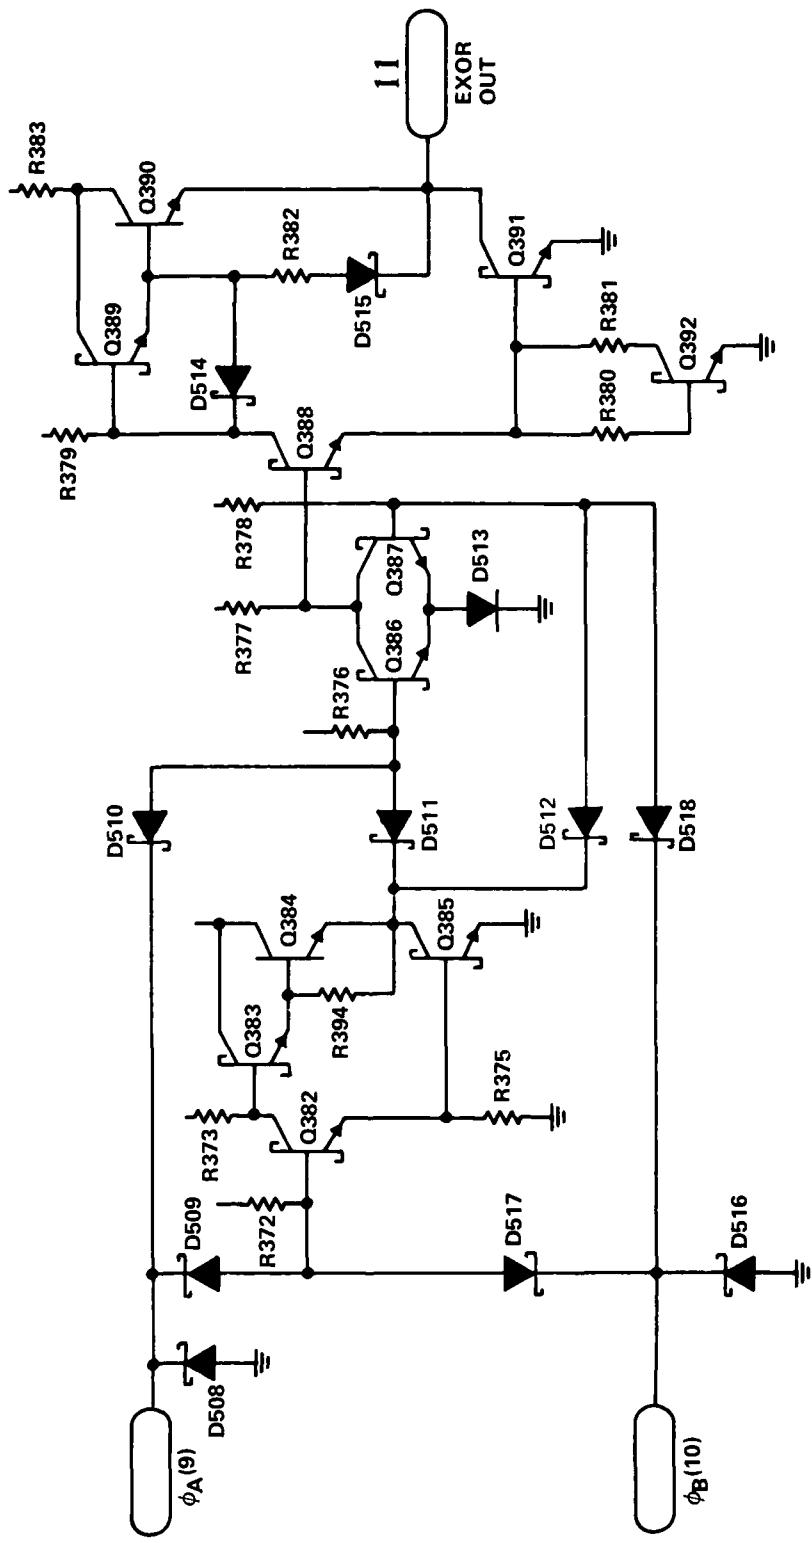 ϕA(9)
D508
D509
R372
R373
Q382
Q383
R394
Q384
Q385
R375
D517
D516
ϕB(10)
D510
D511
D512
D518
R376
R377
R378
Q386
Q387
D513
Q388
R379
Q389
D514
R383
Q390
R382
D515
11
EXOR
OUT
Q391
R381
R380
Q392